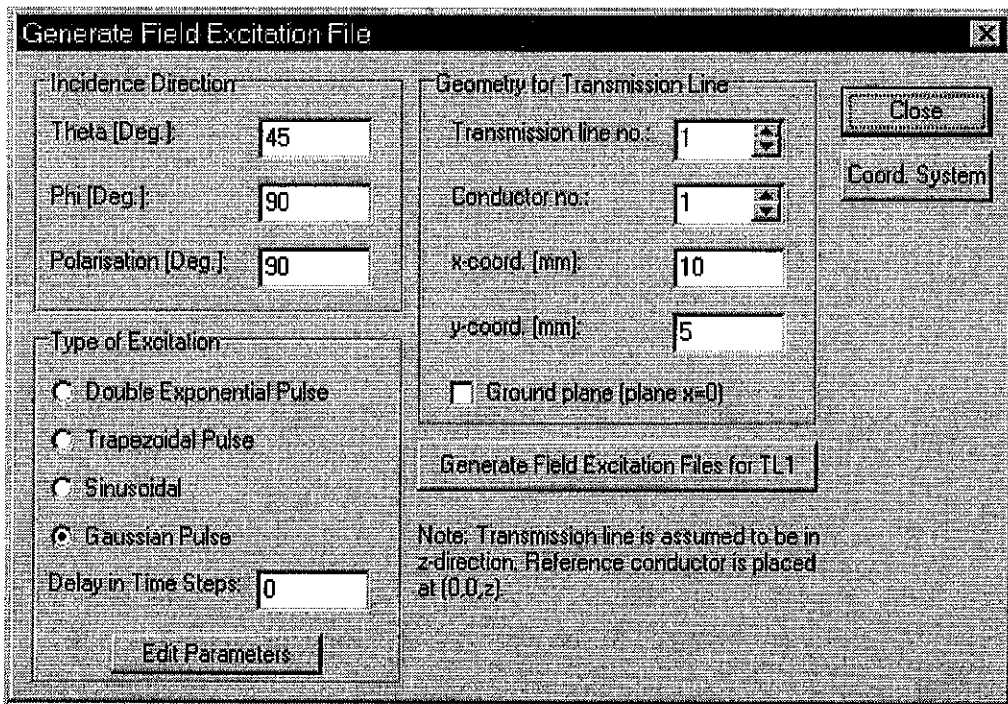 Generate Field Excitation File
Incidence Direction
Theta [Deg.]: 45
Phi [Deg.]: 90
Polarisation [Deg.]: 90
Type of Excitation
Double Exponential Pulse
Trapezoidal Pulse
Sinusoidal
Gaussian Pulse
Delay in Time Steps: 0
Edit Parameters
Geometry for Transmission Line
Transmission line no.: 1
Conductor no.: 1
x-coord. [mm]: 10
y-coord. [mm]: 5
Ground plane (plane x=0)
Generate Field Excitation Files for TL1
Note: Transmission line is assumed to be in
z-direction. Reference conductor is placed
at (0,0,z).
Close
Coord. System